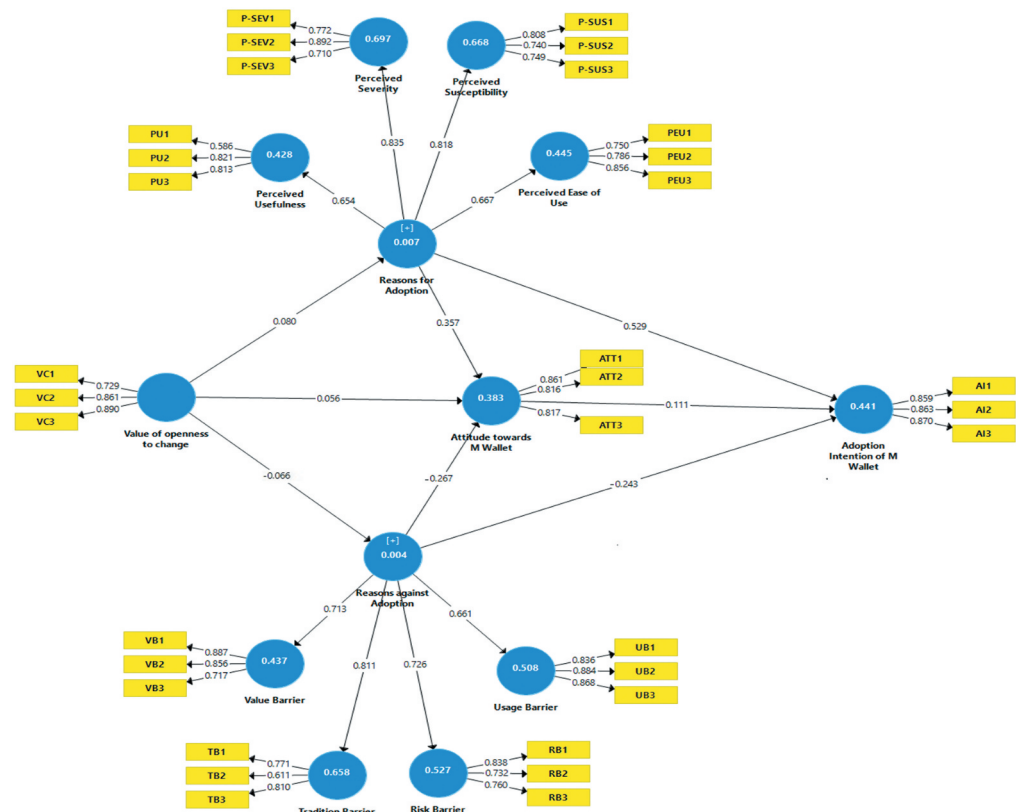 P-SEV1
P-SEV2
P-SEV3
0.772
0.892
0.710
0.697
Perceived
Severity
0.668
Perceived
Susceptibility
0.808
0.740
0.749
P-SUS1
P-SUS2
P-SUS3
PU1
PU2
PU3
0.586
0.821
0.813
0.428
Perceived
Usefulness
0.835
0.818
0.445
Perceived Ease of
Use
0.750
0.786
0.856
PEU1
PEU2
PEU3
0.654
0.667
[+]
0.007
Reasons for
Adoption
0.080
0.357
0.529
VC1
VC2
VC3
0.729
0.861
0.890
Value of openness
to change
0.056
0.383
Attitude towards
M Wallet
0.861
0.816
0.817
ATT1
ATT2
ATT3
0.111
0.441
Adoption
Intention of M
Wallet
0.859
0.863
0.870
AI1
AI2
AI3
-0.066
-0.267
-0.243
[+]
0.004
Reasons against
Adoption
0.713
0.811
0.726
0.661
VB1
VB2
VB3
0.887
0.856
0.717
0.437
Value Barrier
0.508
Usage Barrier
0.836
0.884
0.868
UB1
UB2
UB3
TB1
TB2
TB3
0.771
0.611
0.810
0.658
Tradition Barrier
0.527
Risk Barrier
0.838
0.732
0.760
RB1
RB2
RB3